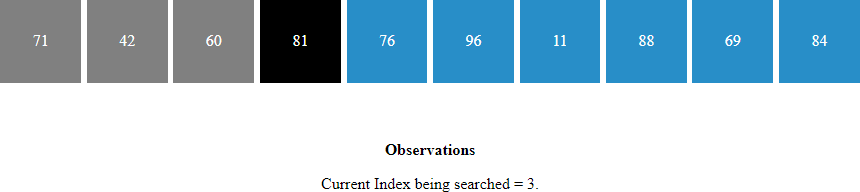 71 42 60 81 76 96 11 88 69 84
Observations
Current Index being searched = 3.